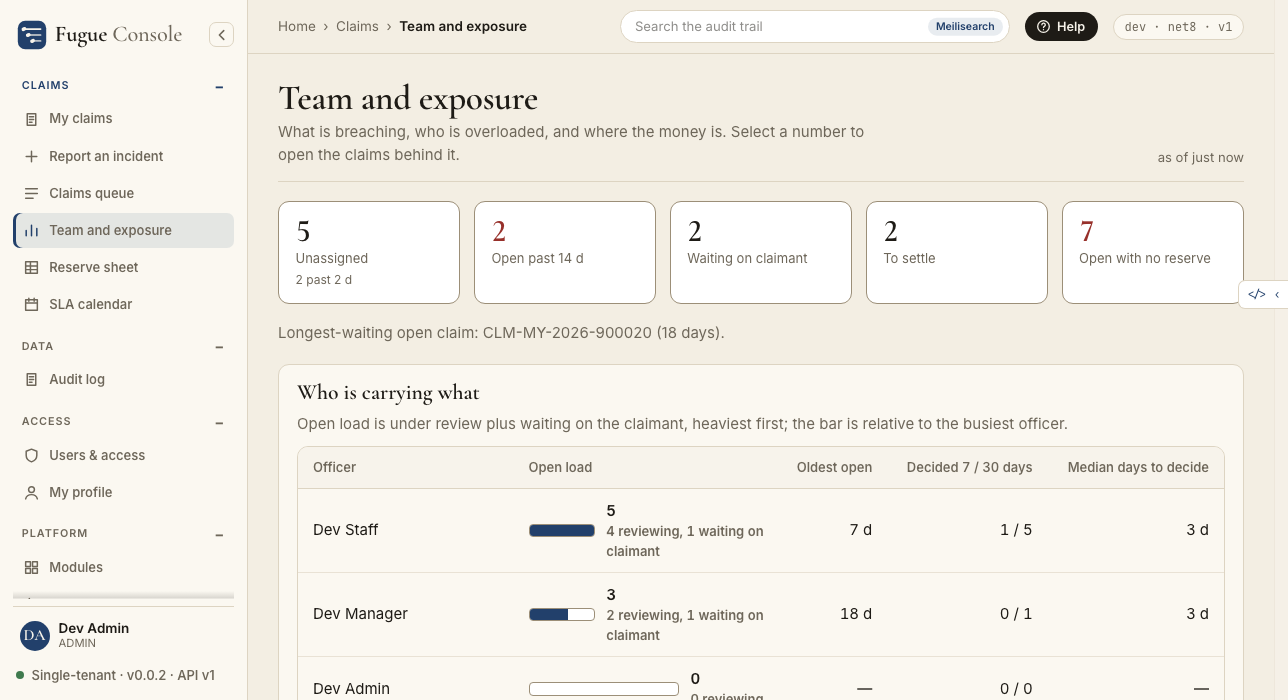 Fugue Console
CLAIMS
My claims
Report an incident
Claims queue
Team and exposure
Reserve sheet
SLA calendar
DATA
Audit log
ACCESS
Users & access
My profile
PLATFORM
Modules
DA
Dev Admin
ADMIN
Single-tenant · v0.0.2 · API v1
Home › Claims › Team and exposure
Search the audit trail
Meilisearch
Help
dev · net8 · v1
Team and exposure
What is breaching, who is overloaded, and where the money is. Select a number to
open the claims behind it.
as of just now
5
Unassigned
2 past 2 d
2
Open past 14 d
2
Waiting on claimant
2
To settle
7
Open with no reserve
</> ‹
Longest-waiting open claim: CLM-MY-2026-900020 (18 days).
Who is carrying what
Open load is under review plus waiting on the claimant, heaviest first; the bar is relative to the busiest officer.
Officer Open load Oldest open Decided 7 / 30 days Median days to decide
Dev Staff
5
4 reviewing, 1 waiting on
claimant
7 d 1 / 5 3 d
Dev Manager
3
2 reviewing, 1 waiting on
claimant
18 d 0 / 1 3 d
Dev Admin
0
0 reviewing
— 0 / 0 —